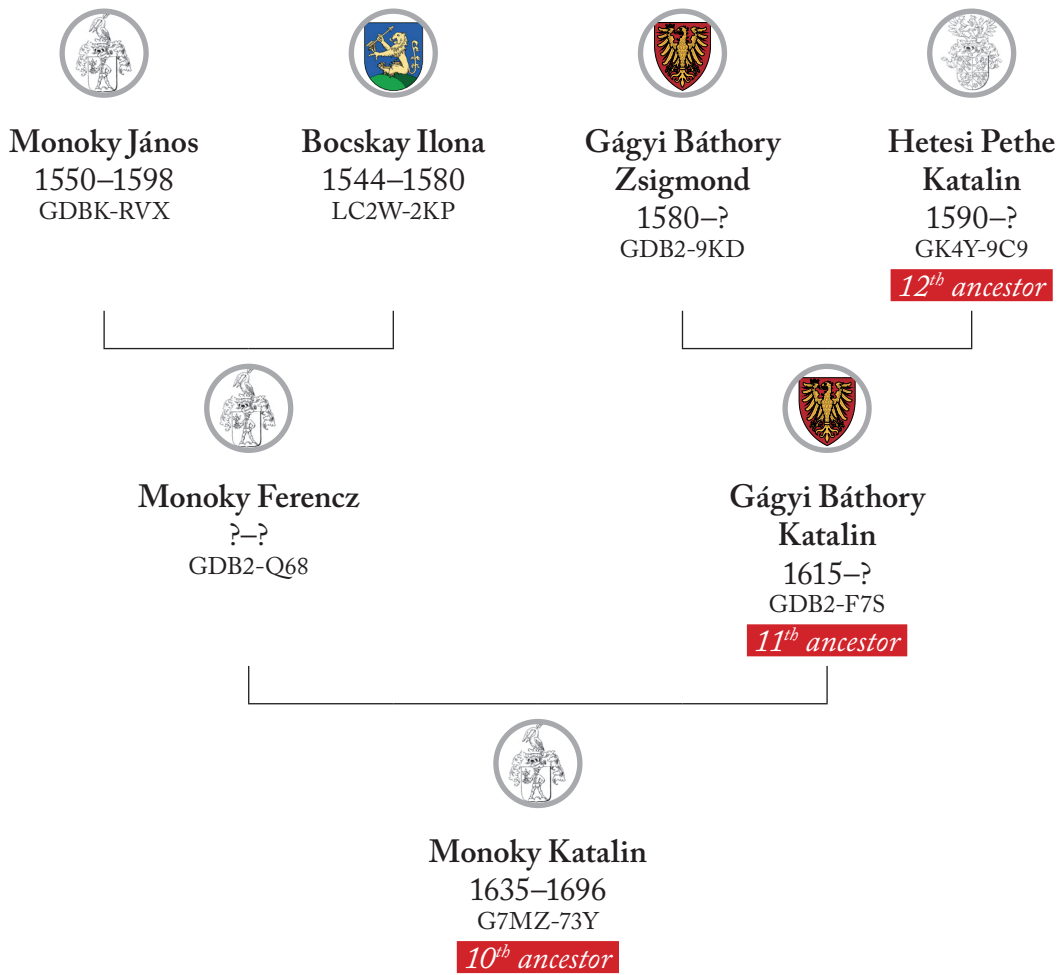 Monoky János
1550–1598
GDBK-RVX
Bocskay Ilona
1544–1580
LC2W-2KP
Gágyi Báthory
Zsigmond
1580–?
GDB2-9KD
Hetesi Pethe
Katalin
1590–?
GK4Y-9C9
12th ancestor
Monoky Ferencz
?–?
GDB2-Q68
Gágyi Báthory
Katalin
1615–?
GDB2-F7S
11th ancestor
Monoky Katalin
1635–1696
G7MZ-73Y
10th ancestor